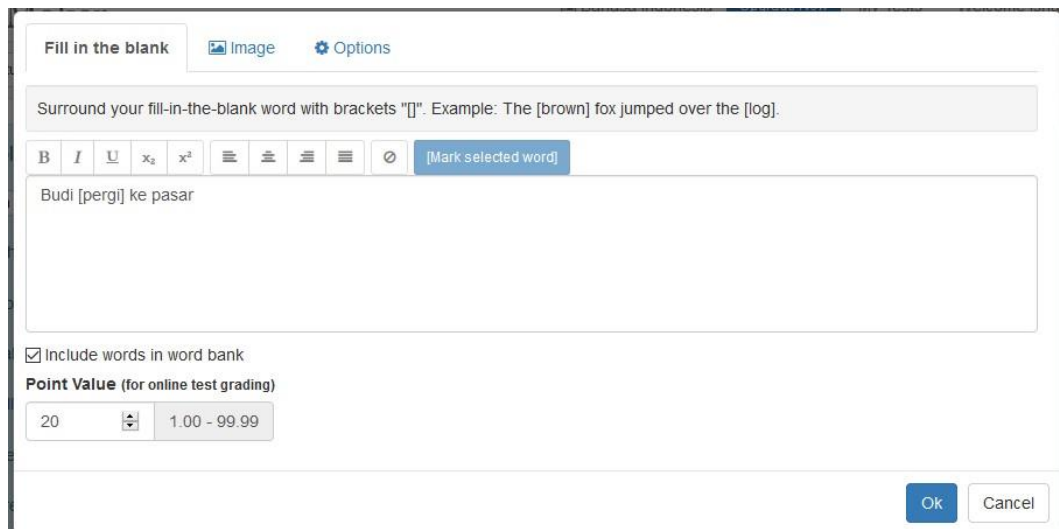 Fill in the blank Image Options
Surround your fill-in-the-blank word with brackets "[]". Example: The [brown] fox jumped over the [log].
B I U x₂ x² [Mark selected word]
Budi [pergi] ke pasar
Include words in word bank
Point Value (for online test grading)
20 1.00 - 99.99
Ok Cancel